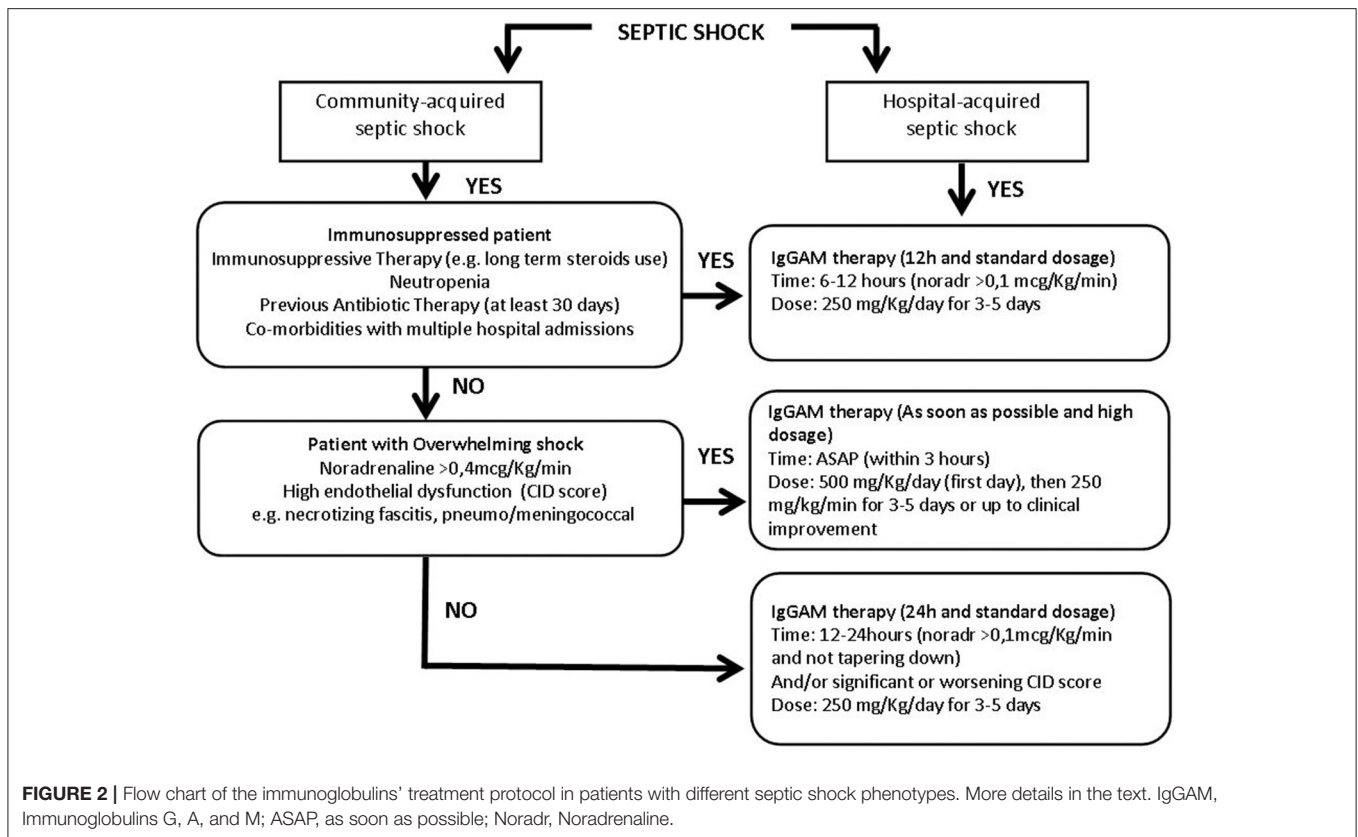 SEPTIC SHOCK
Community-acquired
septic shock
Hospital-acquired
septic shock
YES
YES
Immunosuppressed patient
Immunosuppressive Therapy (e.g. long term steroids use)
Neutropenia
Previous Antibiotic Therapy (at least 30 days)
Co-morbidities with multiple hospital admissions
YES
IgGAM therapy (12h and standard dosage)
Time: 6-12 hours (noradr >0,1 mcg/Kg/min)
Dose: 250 mg/Kg/day for 3-5 days
NO
Patient with Overwhelming shock
Noradrenaline >0,4mcg/Kg/min
High endothelial dysfunction (CID score)
e.g. necrotizing fascitis, pneumo/meningococcal
YES
IgGAM therapy (As soon as possible and high
dosage)
Time: ASAP (within 3 hours)
Dose: 500 mg/Kg/day (first day), then 250
mg/kg/min for 3-5 days or up to clinical
improvement
NO
IgGAM therapy (24h and standard dosage)
Time: 12-24hours (noradr >0,1mcg/Kg/min
and not tapering down)
And/or significant or worsening CID score
Dose: 250 mg/Kg/day for 3-5 days
FIGURE 2 | Flow chart of the immunoglobulins' treatment protocol in patients with different septic shock phenotypes. More details in the text. IgGAM,
Immunoglobulins G, A, and M; ASAP, as soon as possible; Noradr, Noradrenaline.